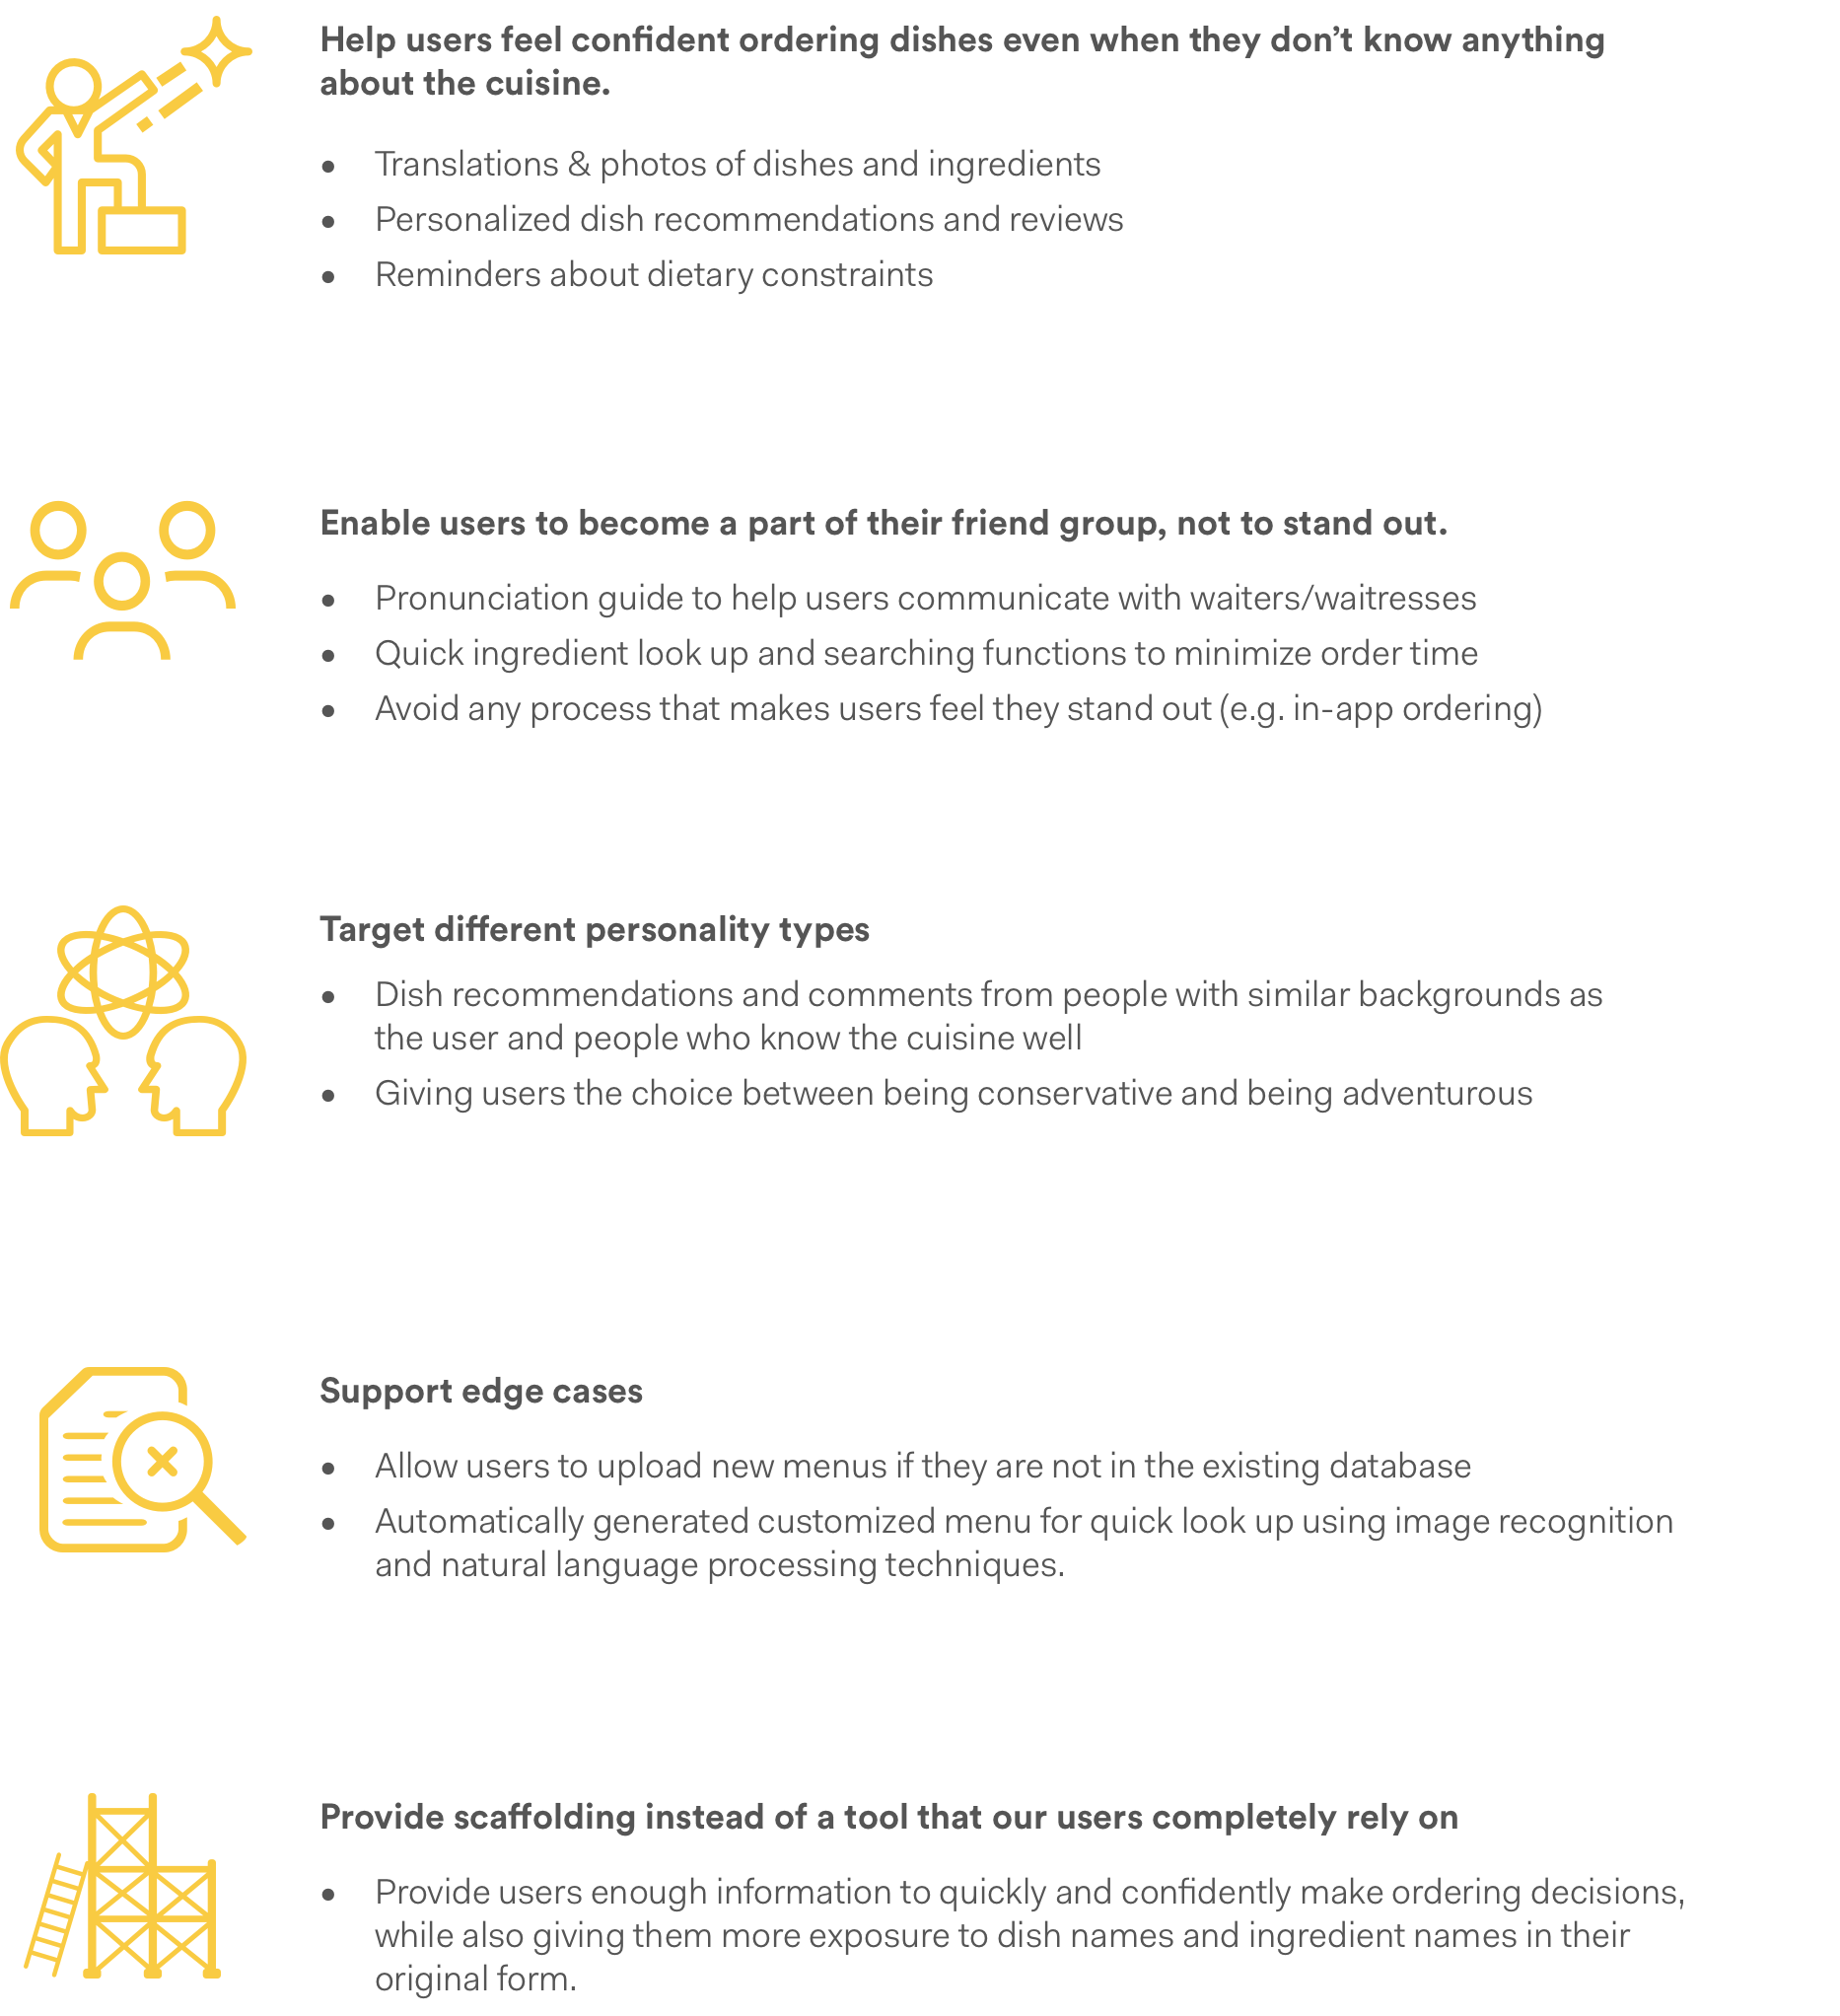 Help users feel confident ordering dishes even when they don’t know anything
about the cuisine.
• Translations & photos of dishes and ingredients
• Personalized dish recommendations and reviews
• Reminders about dietary constraints
Enable users to become a part of their friend group, not to stand out.
• Pronunciation guide to help users communicate with waiters/waitresses
• Quick ingredient look up and searching functions to minimize order time
• Avoid any process that makes users feel they stand out (e.g. in-app ordering)
Target different personality types
• Dish recommendations and comments from people with similar backgrounds as
the user and people who know the cuisine well
• Giving users the choice between being conservative and being adventurous
Support edge cases
• Allow users to upload new menus if they are not in the existing database
• Automatically generated customized menu for quick look up using image recognition
and natural language processing techniques.
Provide scaffolding instead of a tool that our users completely rely on
• Provide users enough information to quickly and confidently make ordering decisions,
while also giving them more exposure to dish names and ingredient names in their
original form.